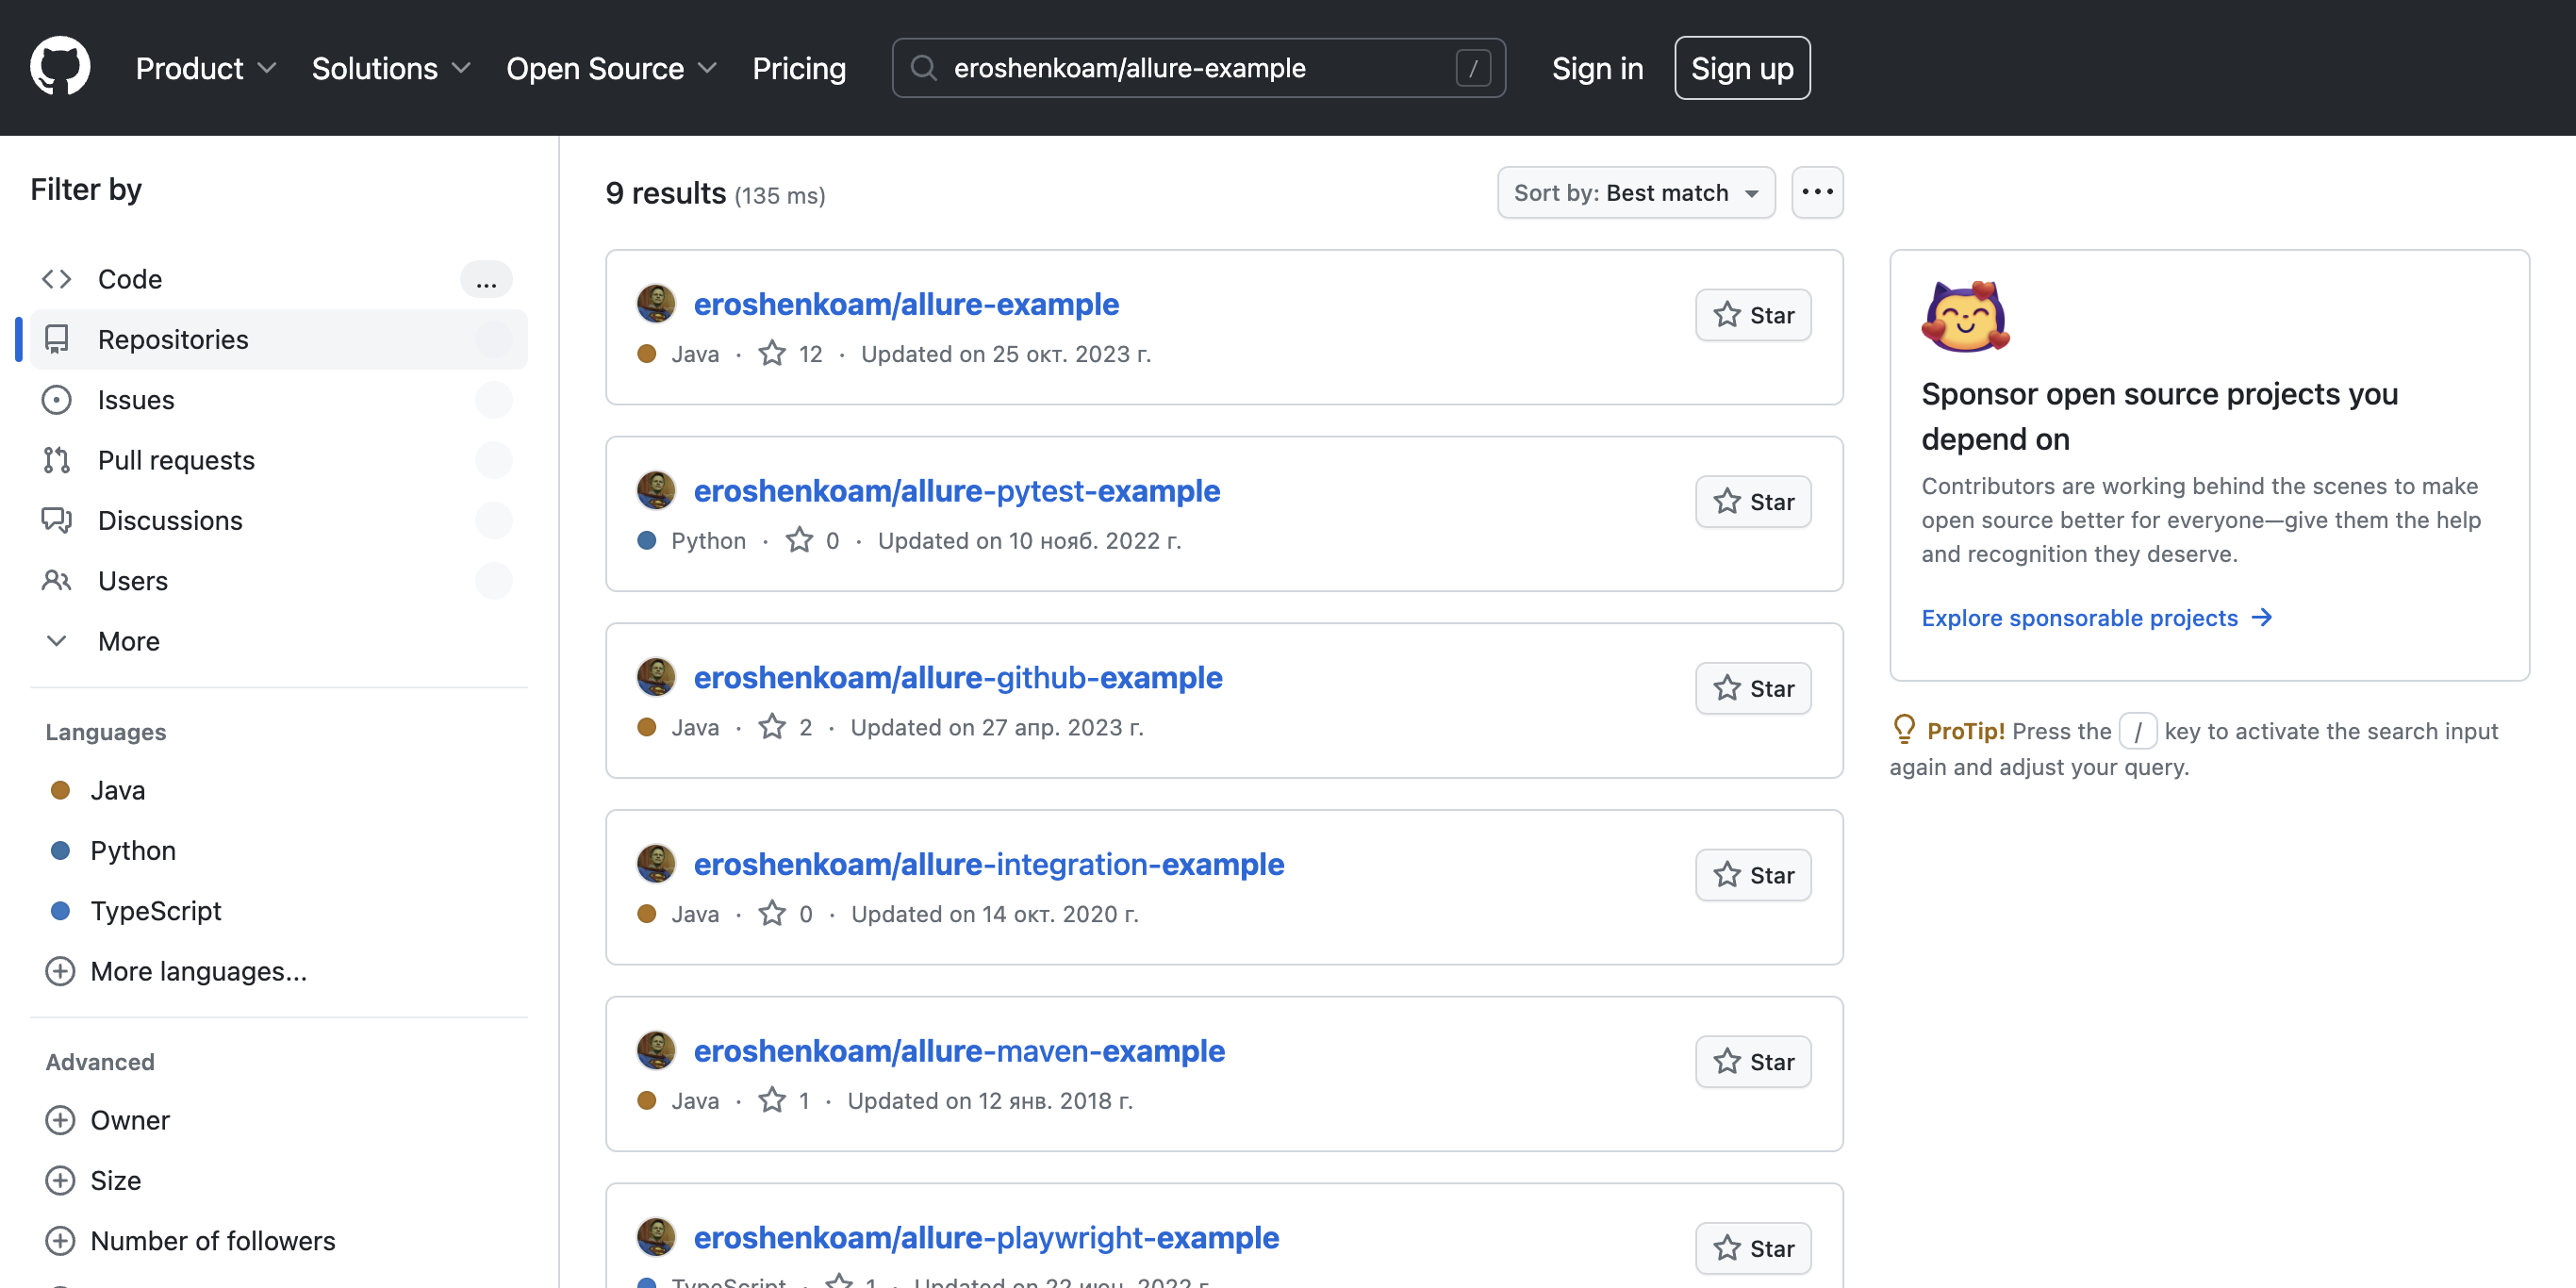 Product Solutions Open Source Pricing eroshenkoam/allure-example / Sign in Sign up
Filter by
Code ...
Repositories
Issues
Pull requests
Discussions
Users
More
Languages
Java
Python
TypeScript
More languages...
Advanced
Owner
Size
Number of followers
9 results (135 ms)
Sort by: Best match
eroshenkoam/allure-example
Star
Java · 12 · Updated on 25 окт. 2023 г.
eroshenkoam/allure-pytest-example
Star
Python · 0 · Updated on 10 нояб. 2022 г.
eroshenkoam/allure-github-example
Star
Java · 2 · Updated on 27 апр. 2023 г.
eroshenkoam/allure-integration-example
Star
Java · 0 · Updated on 14 окт. 2020 г.
eroshenkoam/allure-maven-example
Star
Java · 1 · Updated on 12 янв. 2018 г.
eroshenkoam/allure-playwright-example
Star
TypeScript · 1 · Updated on 22 2022 г.
Sponsor open source projects you
depend on
Contributors are working behind the scenes to make
open source better for everyone—give them the help
and recognition they deserve.
Explore sponsorable projects
ProTip! Press the / key to activate the search input
again and adjust your query.